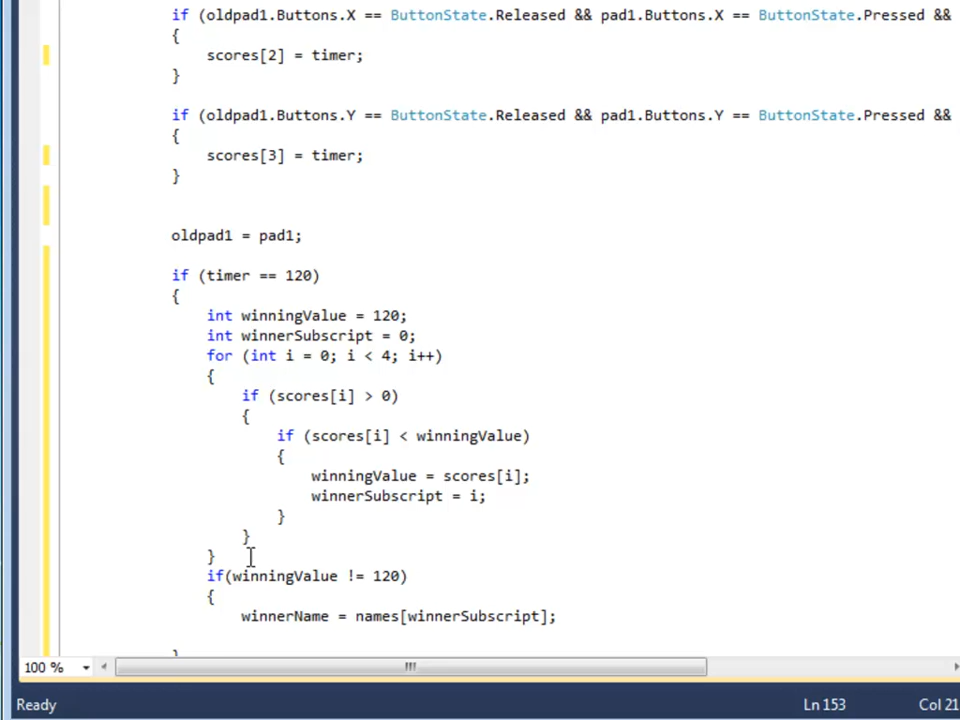 if (oldpad1.Buttons.X == ButtonState.Released && pad1.Buttons.X == ButtonState.Pressed &&
{
scores[2] = timer;
}
if (oldpad1.Buttons.Y == ButtonState.Released && pad1.Buttons.Y == ButtonState.Pressed &&
{
scores[3] = timer;
}
oldpad1 = pad1;
if (timer == 120)
{
int winningValue = 120;
int winnerSubscript = 0;
for (int i = 0; i < 4; i++)
{
if (scores[i] > 0)
{
if (scores[i] < winningValue)
{
winningValue = scores[i];
winnerSubscript = i;
}
}
}
if(winningValue != 120)
{
winnerName = names[winnerSubscript];
}
100 %
Ready Ln 153 Col 21